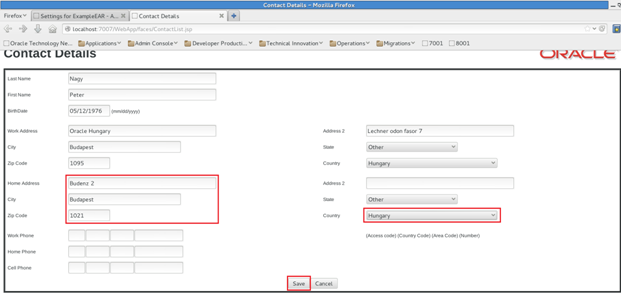 Contact Details - Mozilla Firefox
Firefox Settings for ExampleEAR - A... Contact Details
localhost:7007/WebApp/faces/ContactList.jsp
Oracle Technology Ne... Applications Admin Console Developer Producti... Technical Innovation Operations Migrations 7001 8001
Contact Details ORACLE
Last Name Nagy
First Name Peter
BirthDate 05/12/1976 (mm/dd/yyyy)
Work Address Oracle Hungary Address 2 Lechner odon fasor 7
City Budapest State Other
Zip Code 1095 Country Hungary
Home Address Budenz 2 Address 2
City Budapest State Other
Zip Code 1021 Country Hungary
Work Phone (Access code) (Country Code) (Area Code) (Number)
Home Phone
Cell Phone
Save Cancel